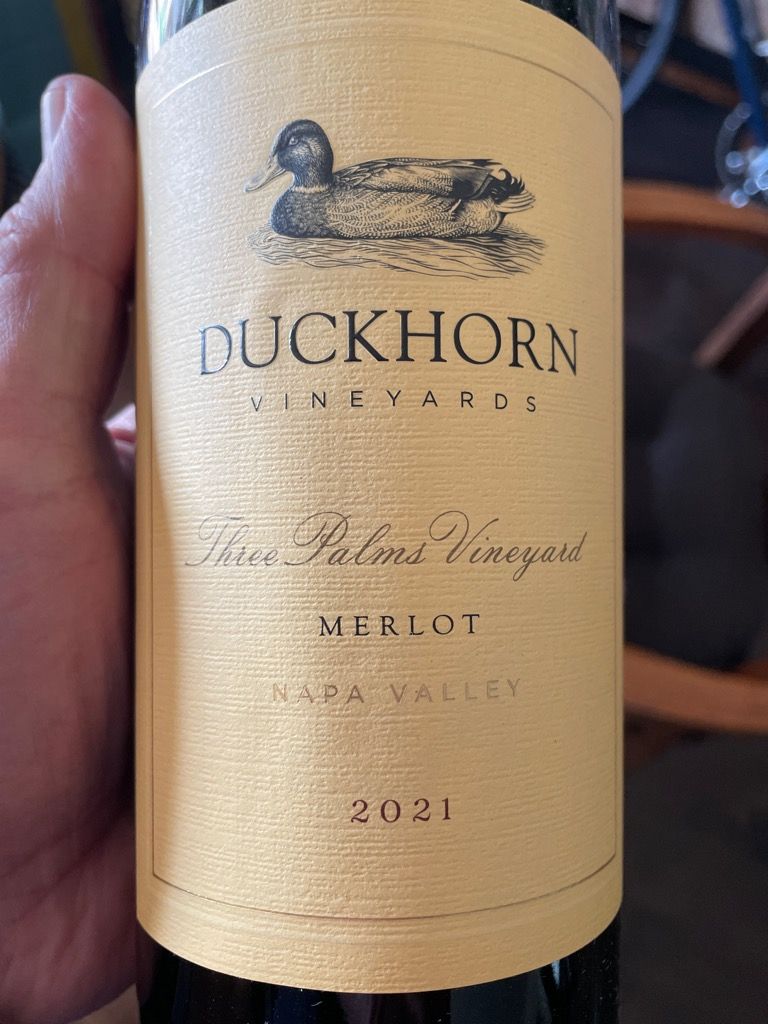 DUCKHORN
VINEYARDS
Three Palms Vineyard
MERLOT
NAPA VALLEY
2021